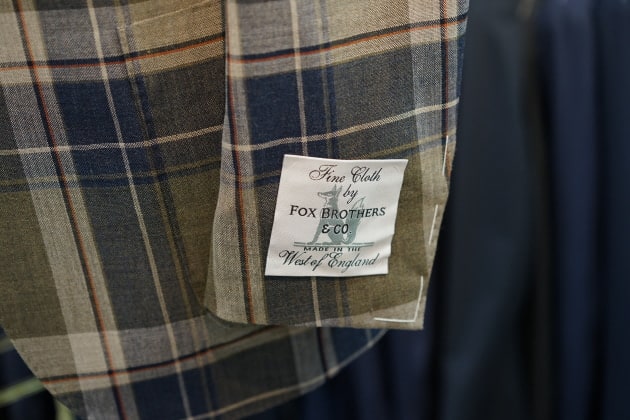 Fine Cloth
by
FOX BROTHERS
& CO.
MADE IN THE
West of England